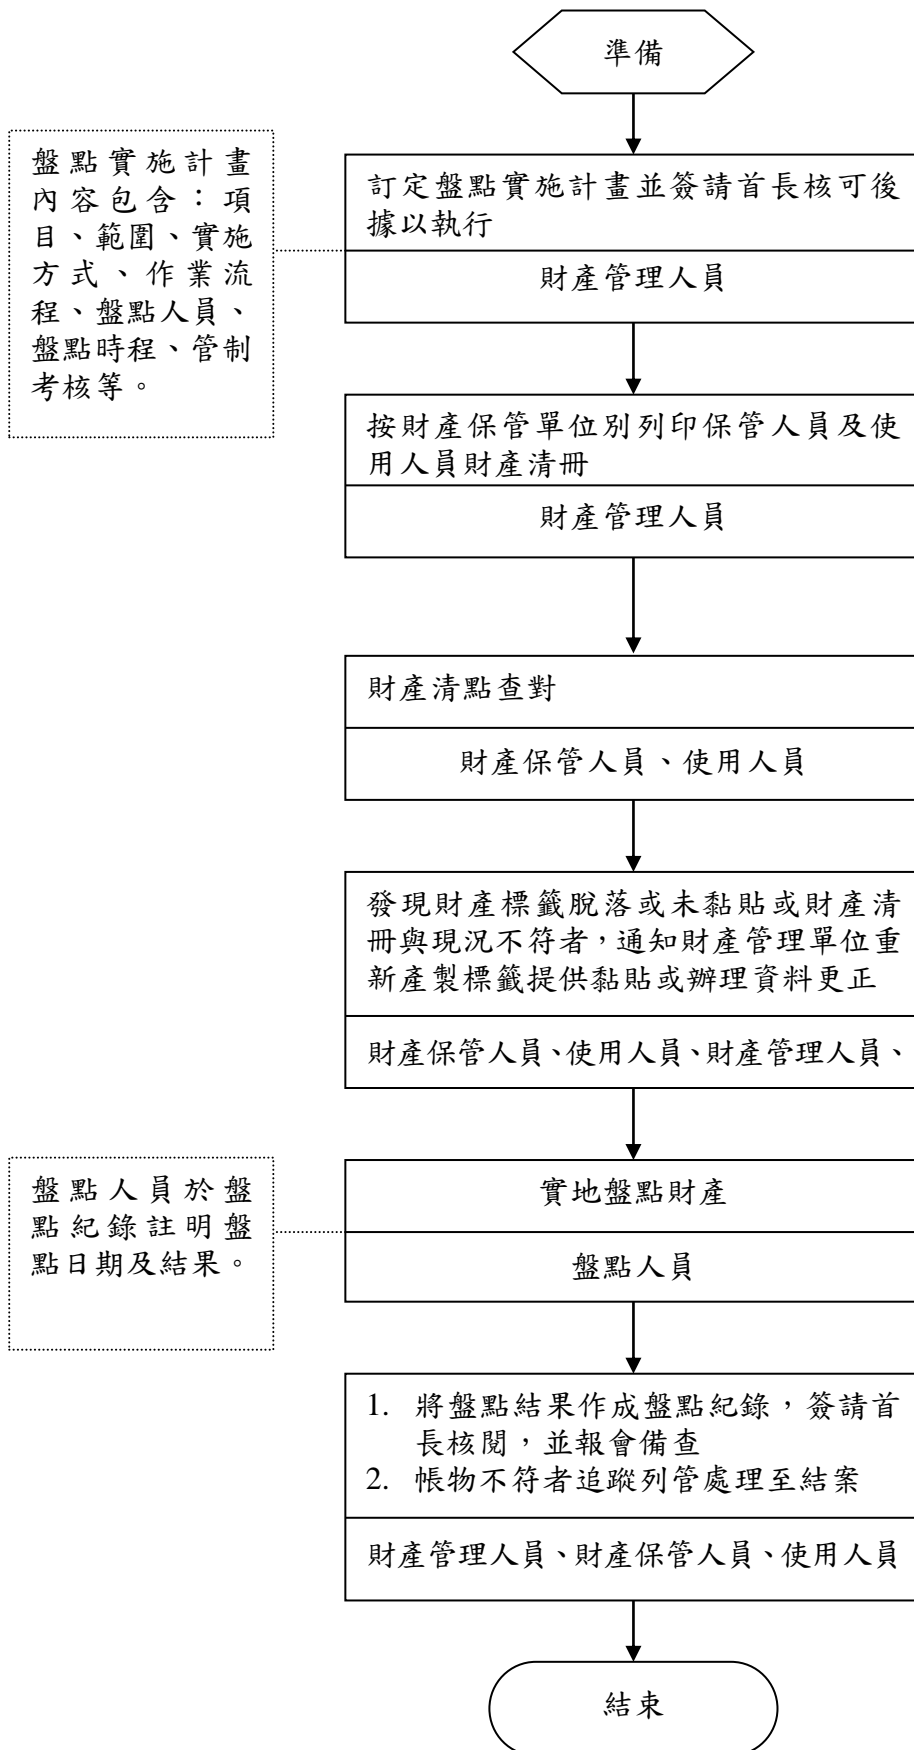 準備
盤點實施計畫
內容包含：項
目、範圍、實施
方式、作業流
程、盤點人員、
盤點時程、管制
考核等。
訂定盤點實施計畫並簽請首長核可後
據以執行
財產管理人員
按財產保管單位別列印保管人員及使
用人員財產清冊
財產管理人員
財產清點查對
財產保管人員、使用人員
發現財產標籤脫落或未黏貼或財產清
冊與現況不符者，通知財產管理單位重
新產製標籤提供黏貼或辦理資料更正
財產保管人員、使用人員、財產管理人員、
盤點人員於盤
點紀錄註明盤
點日期及結果。
實地盤點財產
盤點人員
1. 將盤點結果作成盤點紀錄，簽請首
長核閱，並報會備查
2. 帳物不符者追蹤列管處理至結案
財產管理人員、財產保管人員、使用人員
結束